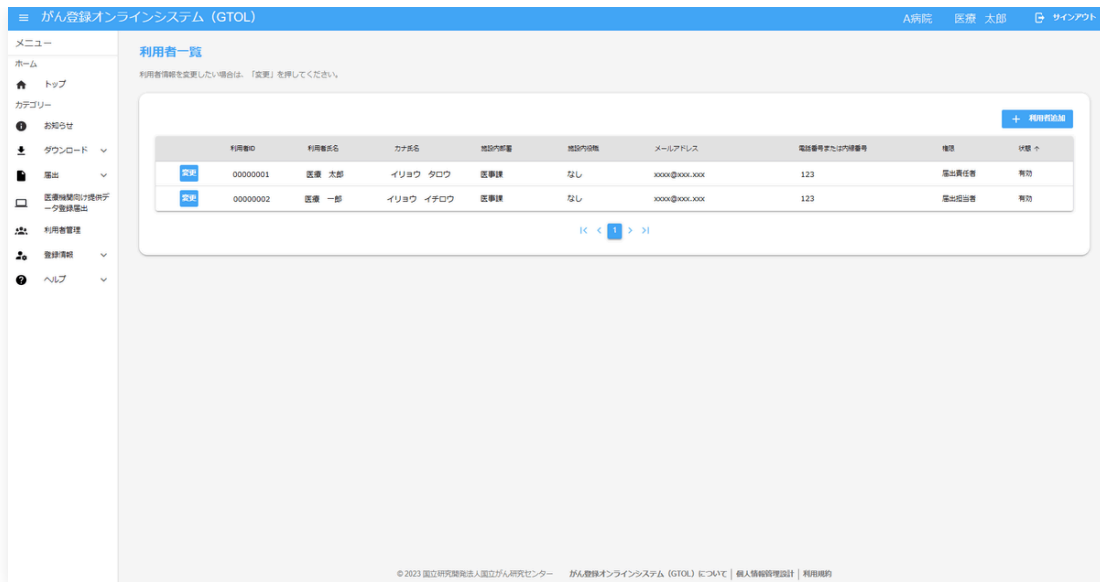 がん登録オンラインシステム（GTOL）
A病院 医療 太郎 サインアウト
メニュー
ホーム
トップ
カテゴリー
お知らせ
ダウンロード
届出
医療機関向け提供デ
ータ登録届出
利用者管理
登録情報
ヘルプ
利用者一覧
利用者情報を変更したい場合は、「変更」を押してください。
＋ 利用者追加
利用者ID 利用者氏名 カナ氏名 施設内部署 施設内役職 メールアドレス 電話番号または内線番号 権限 状態 ↑
変更 00000001 医療 太郎 イリョウ タロウ 医事課 なし xxxx@xxx.xxx 123 届出責任者 有効
変更 00000002 医療 一郎 イリョウ イチロウ 医事課 なし xxxx@xxx.xxx 123 届出担当者 有効
1
© 2023 国立研究開発法人国立がん研究センター がん登録オンラインシステム（GTOL）について | 個人情報管理設計 | 利用規約